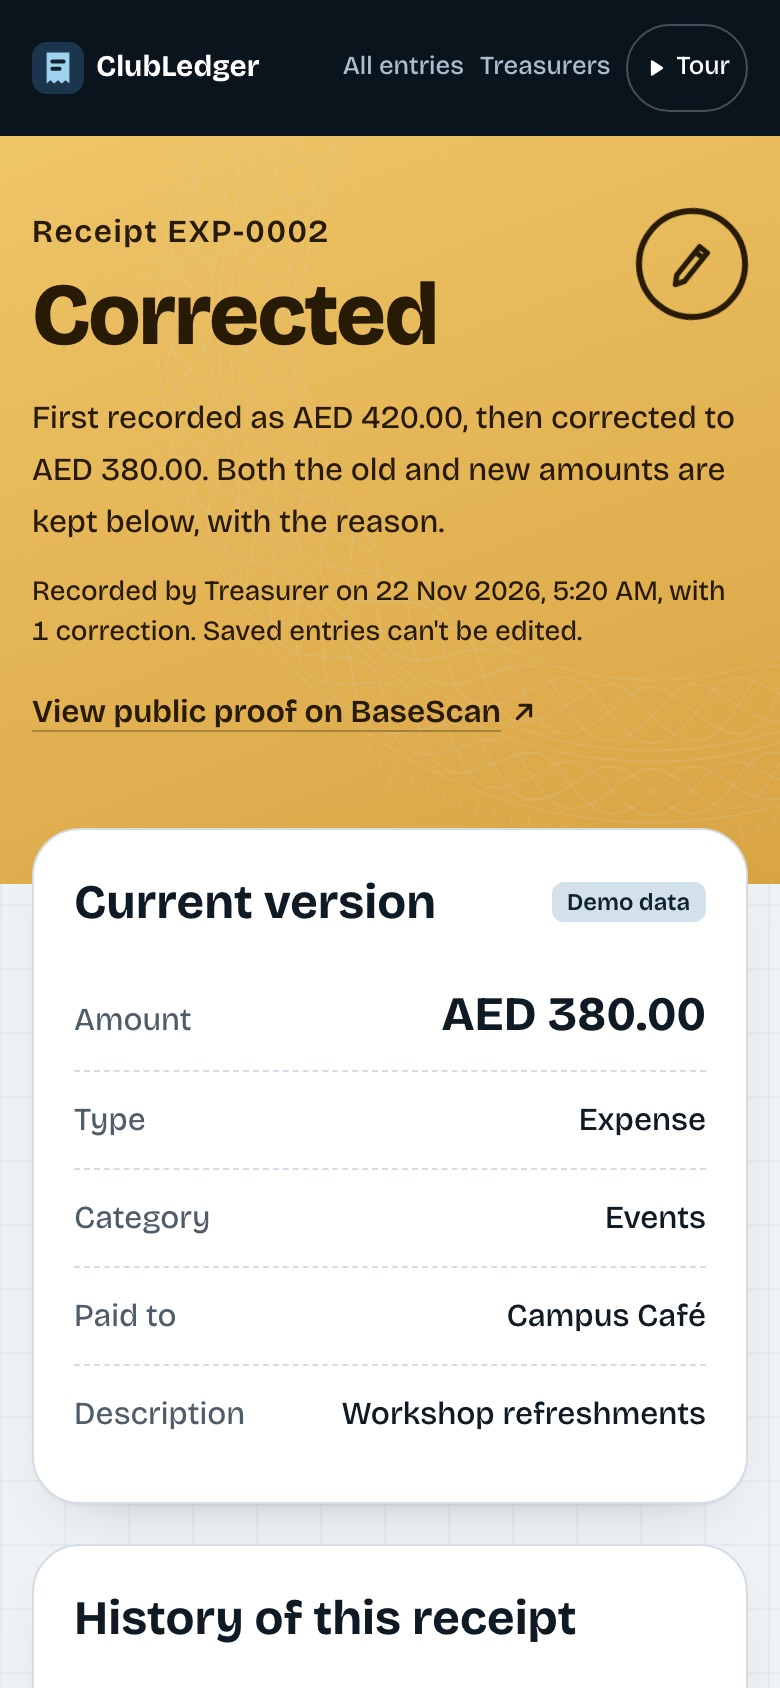 ClubLedger
All entries Treasurers Tour
Receipt EXP-0002
Corrected
First recorded as AED 420.00, then corrected to
AED 380.00. Both the old and new amounts are
kept below, with the reason.
Recorded by Treasurer on 22 Nov 2026, 5:20 AM, with
1 correction. Saved entries can't be edited.
View public proof on BaseScan ↗
Current version
Demo data
Amount AED 380.00
Type Expense
Category Events
Paid to Campus Café
Description Workshop refreshments
History of this receipt